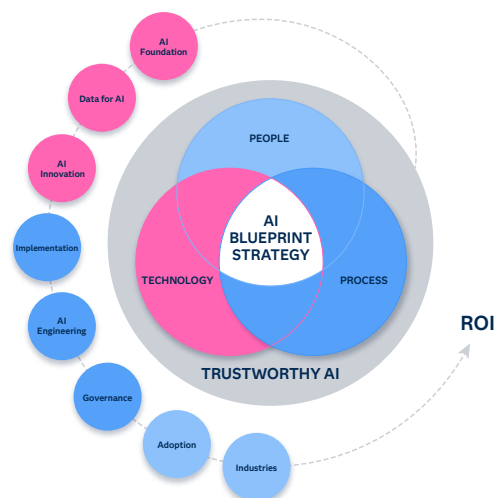 AI
Foundation
Data for AI
AI
Innovation
Implementation
AI
Engineering
Governance
Adoption
Industries
PEOPLE
AI
BLUEPRINT
STRATEGY
TECHNOLOGY
PROCESS
TRUSTWORTHY AI
ROI